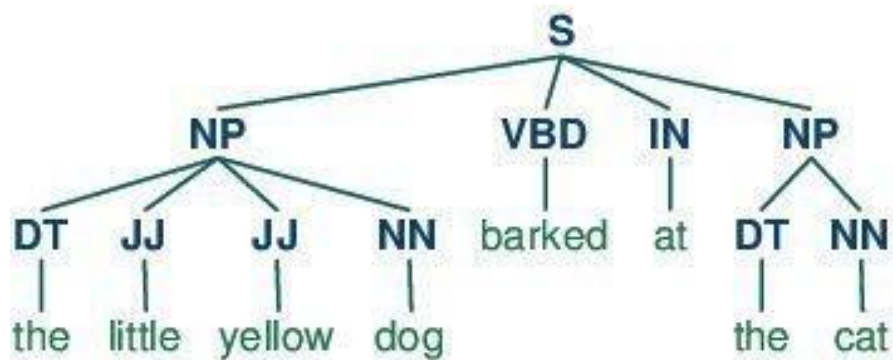 S
NP VBD IN NP
DT JJ JJ NN barked at DT NN
the little yellow dog the cat